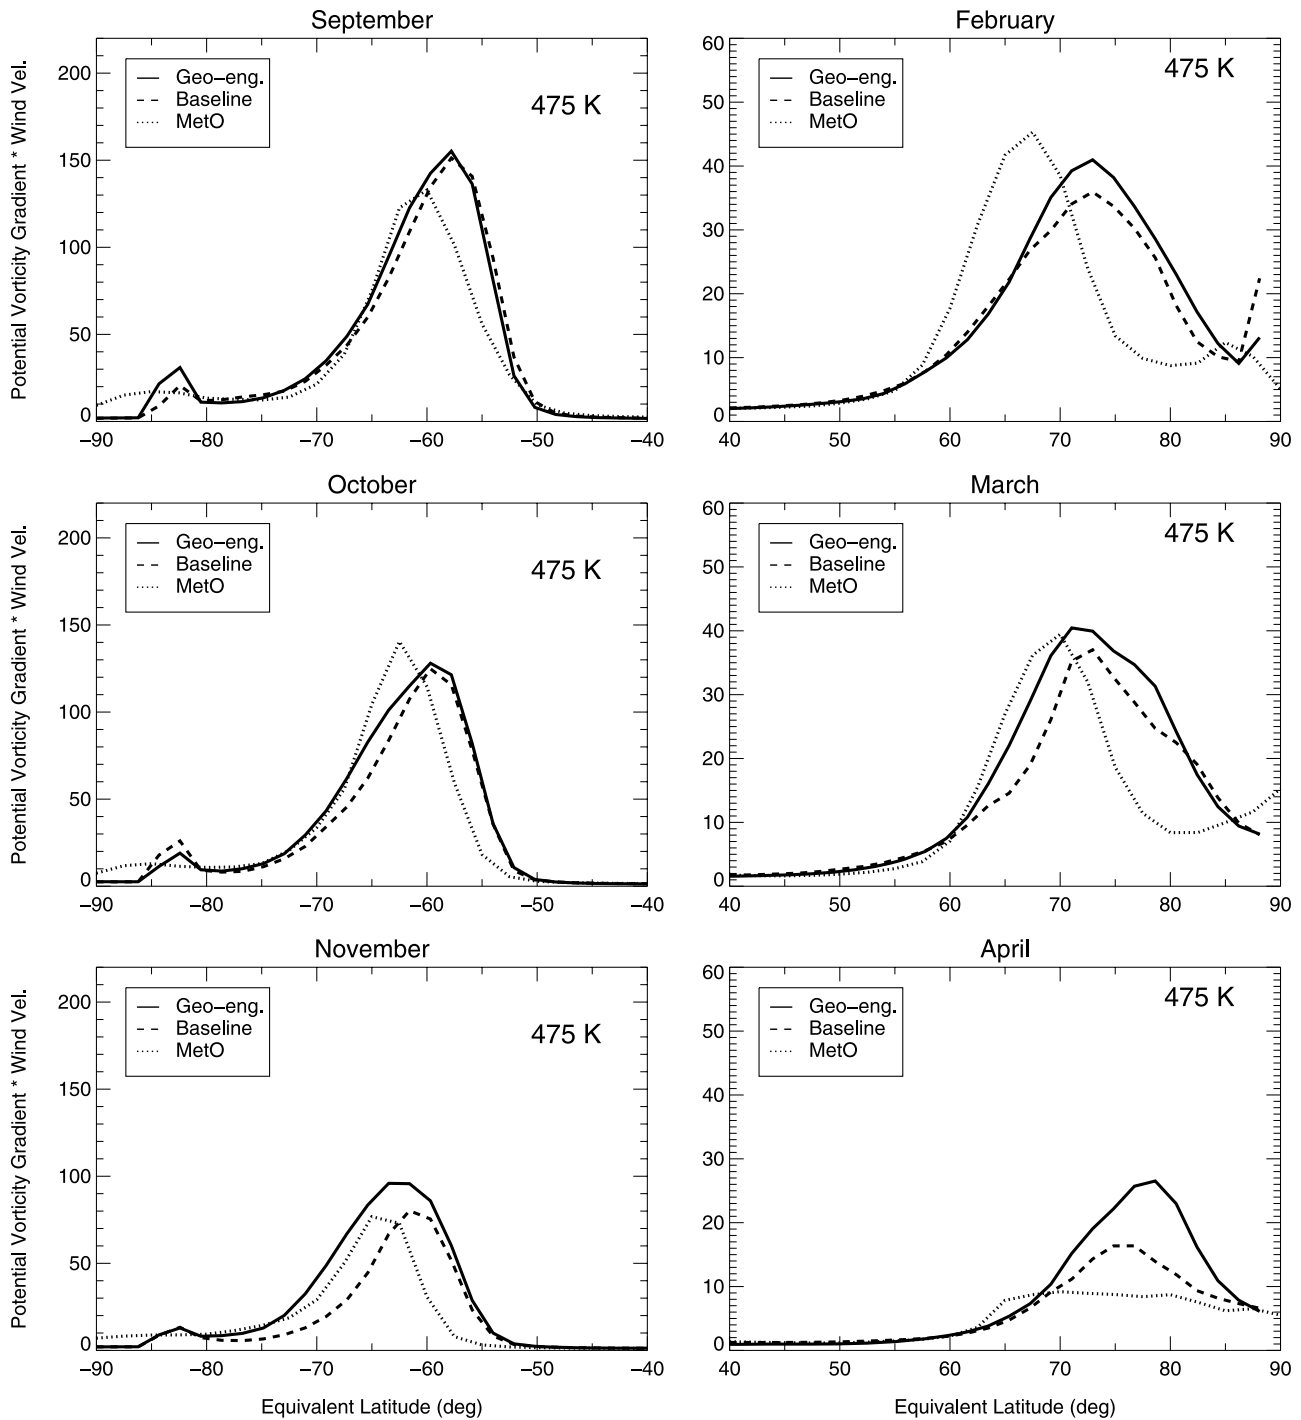 September
Potential Vorticity Gradient * Wind Vel.
200
150
100
50
0
Geo-eng.
Baseline
MetO
475 K
-90 -80 -70 -60 -50 -40
February
60
50
40
30
20
10
0
Geo-eng.
Baseline
MetO
475 K
40 50 60 70 80 90
October
Potential Vorticity Gradient * Wind Vel.
200
150
100
50
0
Geo-eng.
Baseline
MetO
475 K
-90 -80 -70 -60 -50 -40
March
60
50
40
30
20
10
0
Geo-eng.
Baseline
MetO
475 K
40 50 60 70 80 90
November
Potential Vorticity Gradient * Wind Vel.
200
150
100
50
0
Geo-eng.
Baseline
MetO
475 K
-90 -80 -70 -60 -50 -40
Equivalent Latitude (deg)
April
60
50
40
30
20
10
0
Geo-eng.
Baseline
MetO
475 K
40 50 60 70 80 90
Equivalent Latitude (deg)